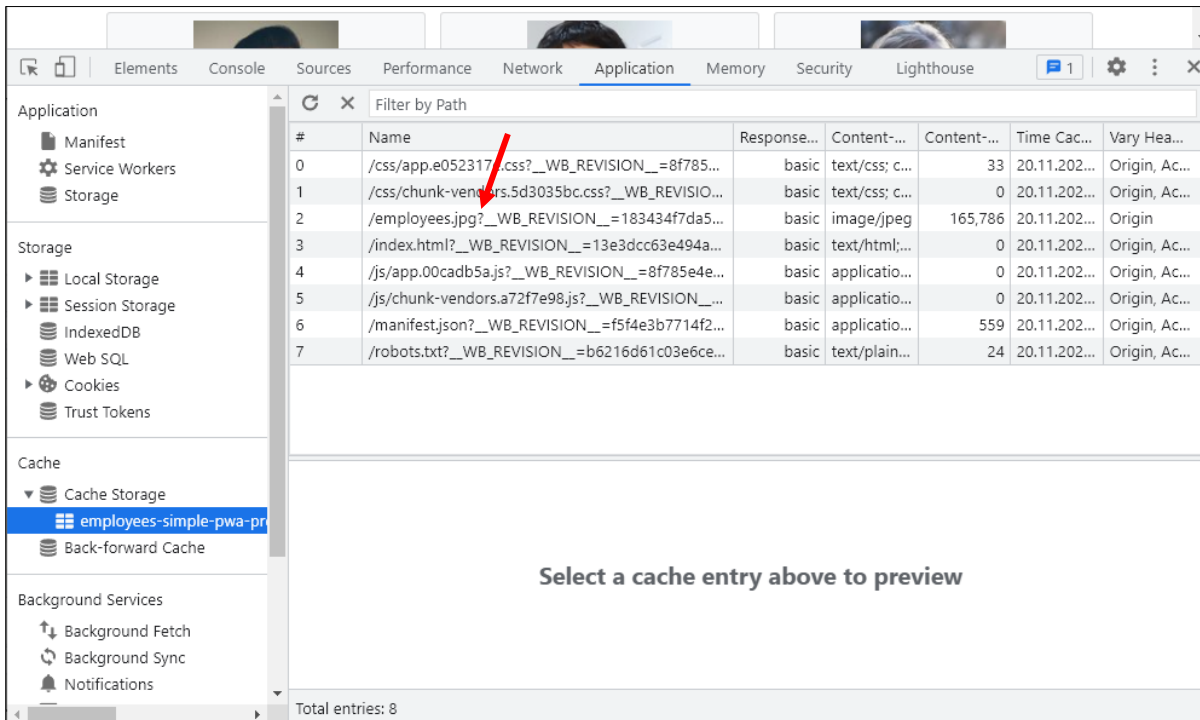 Elements Console Sources Performance Network Application Memory Security Lighthouse 1
Application
Manifest
Service Workers
Storage
Storage
Local Storage
Session Storage
IndexedDB
Web SQL
Cookies
Trust Tokens
Cache
Cache Storage
employees-simple-pwa-pre
Back-forward Cache
Background Services
Background Fetch
Background Sync
Notifications
Filter by Path
# Name Response... Content-... Content-... Time Cac... Vary Hea...
0 /css/app.e052317c.css?__WB_REVISION__=8f785... basic text/css; c... 33 20.11.202... Origin, Ac...
1 /css/chunk-vendors.5d3035bc.css?__WB_REVISIO... basic text/css; c... 0 20.11.202... Origin, Ac...
2 /employees.jpg?__WB_REVISION__=183434f7da5... basic image/jpeg 165,786 20.11.202... Origin
3 /index.html?__WB_REVISION__=13e3dcc63e494a... basic text/html;... 0 20.11.202... Origin, Ac...
4 /js/app.00cadb5a.js?__WB_REVISION__=8f785e4e... basic applicatio... 0 20.11.202... Origin, Ac...
5 /js/chunk-vendors.a72f7e98.js?__WB_REVISION__... basic applicatio... 0 20.11.202... Origin, Ac...
6 /manifest.json?__WB_REVISION__=f5f4e3b7714f2... basic applicatio... 559 20.11.202... Origin, Ac...
7 /robots.txt?__WB_REVISION__=b6216d61c03e6ce... basic text/plain... 24 20.11.202... Origin, Ac...
Select a cache entry above to preview
Total entries: 8